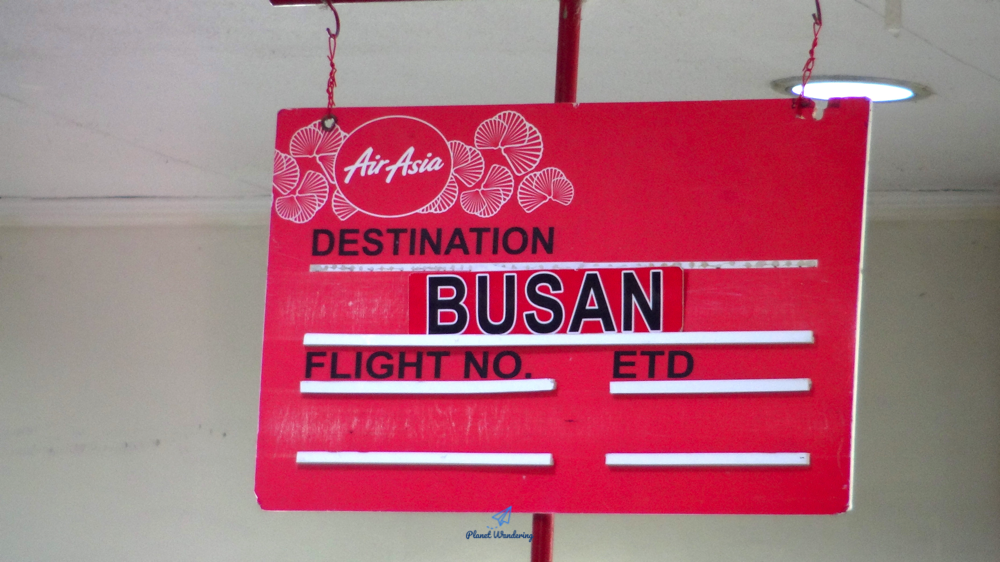 AirAsia
DESTINATION
BUSAN
FLIGHT NO. ETD
Planet Wandering